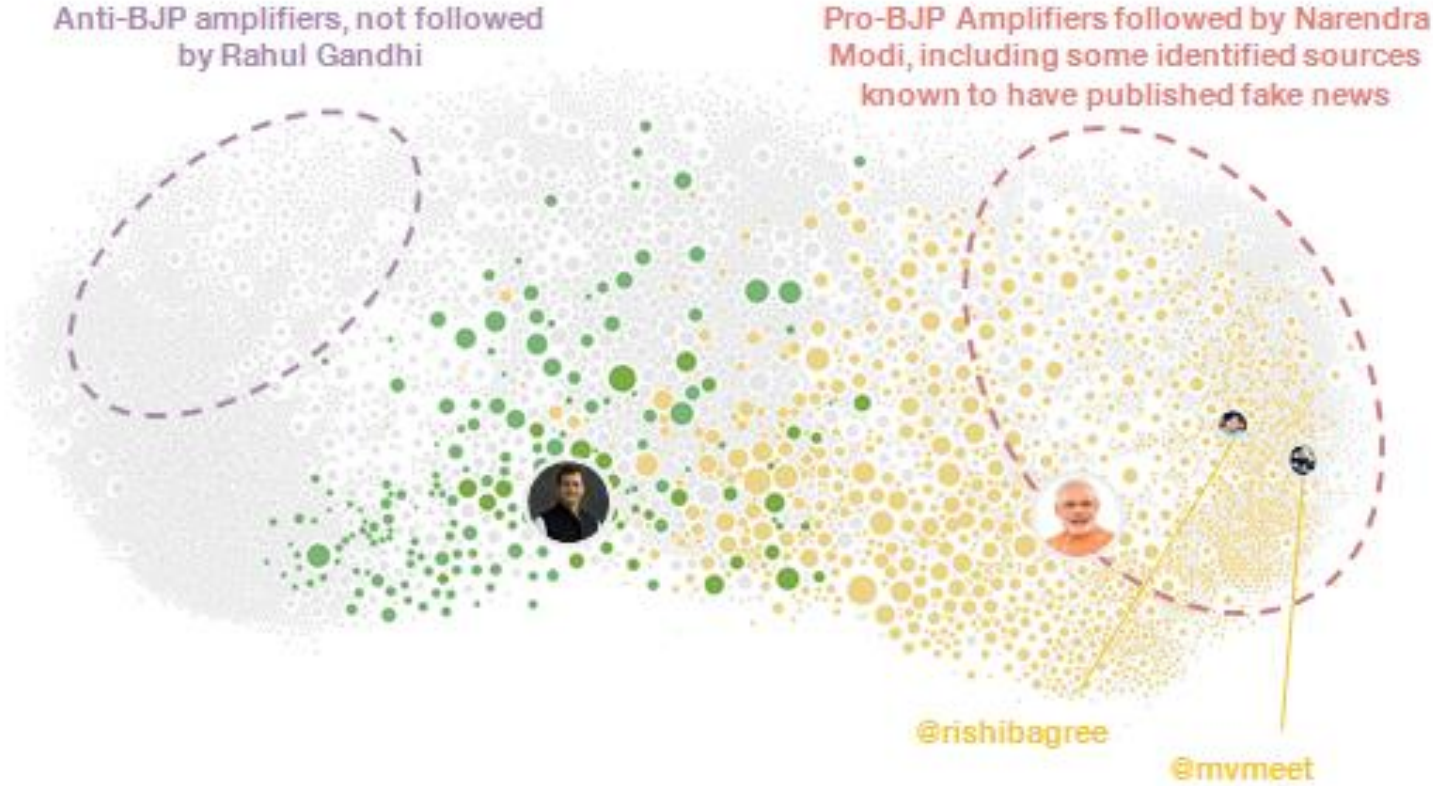 Anti-BJP amplifiers, not followed
by Rahul Gandhi
Pro-BJP Amplifiers followed by Narendra
Modi, including some identified sources
known to have published fake news
@rishibagree
@mvmeet